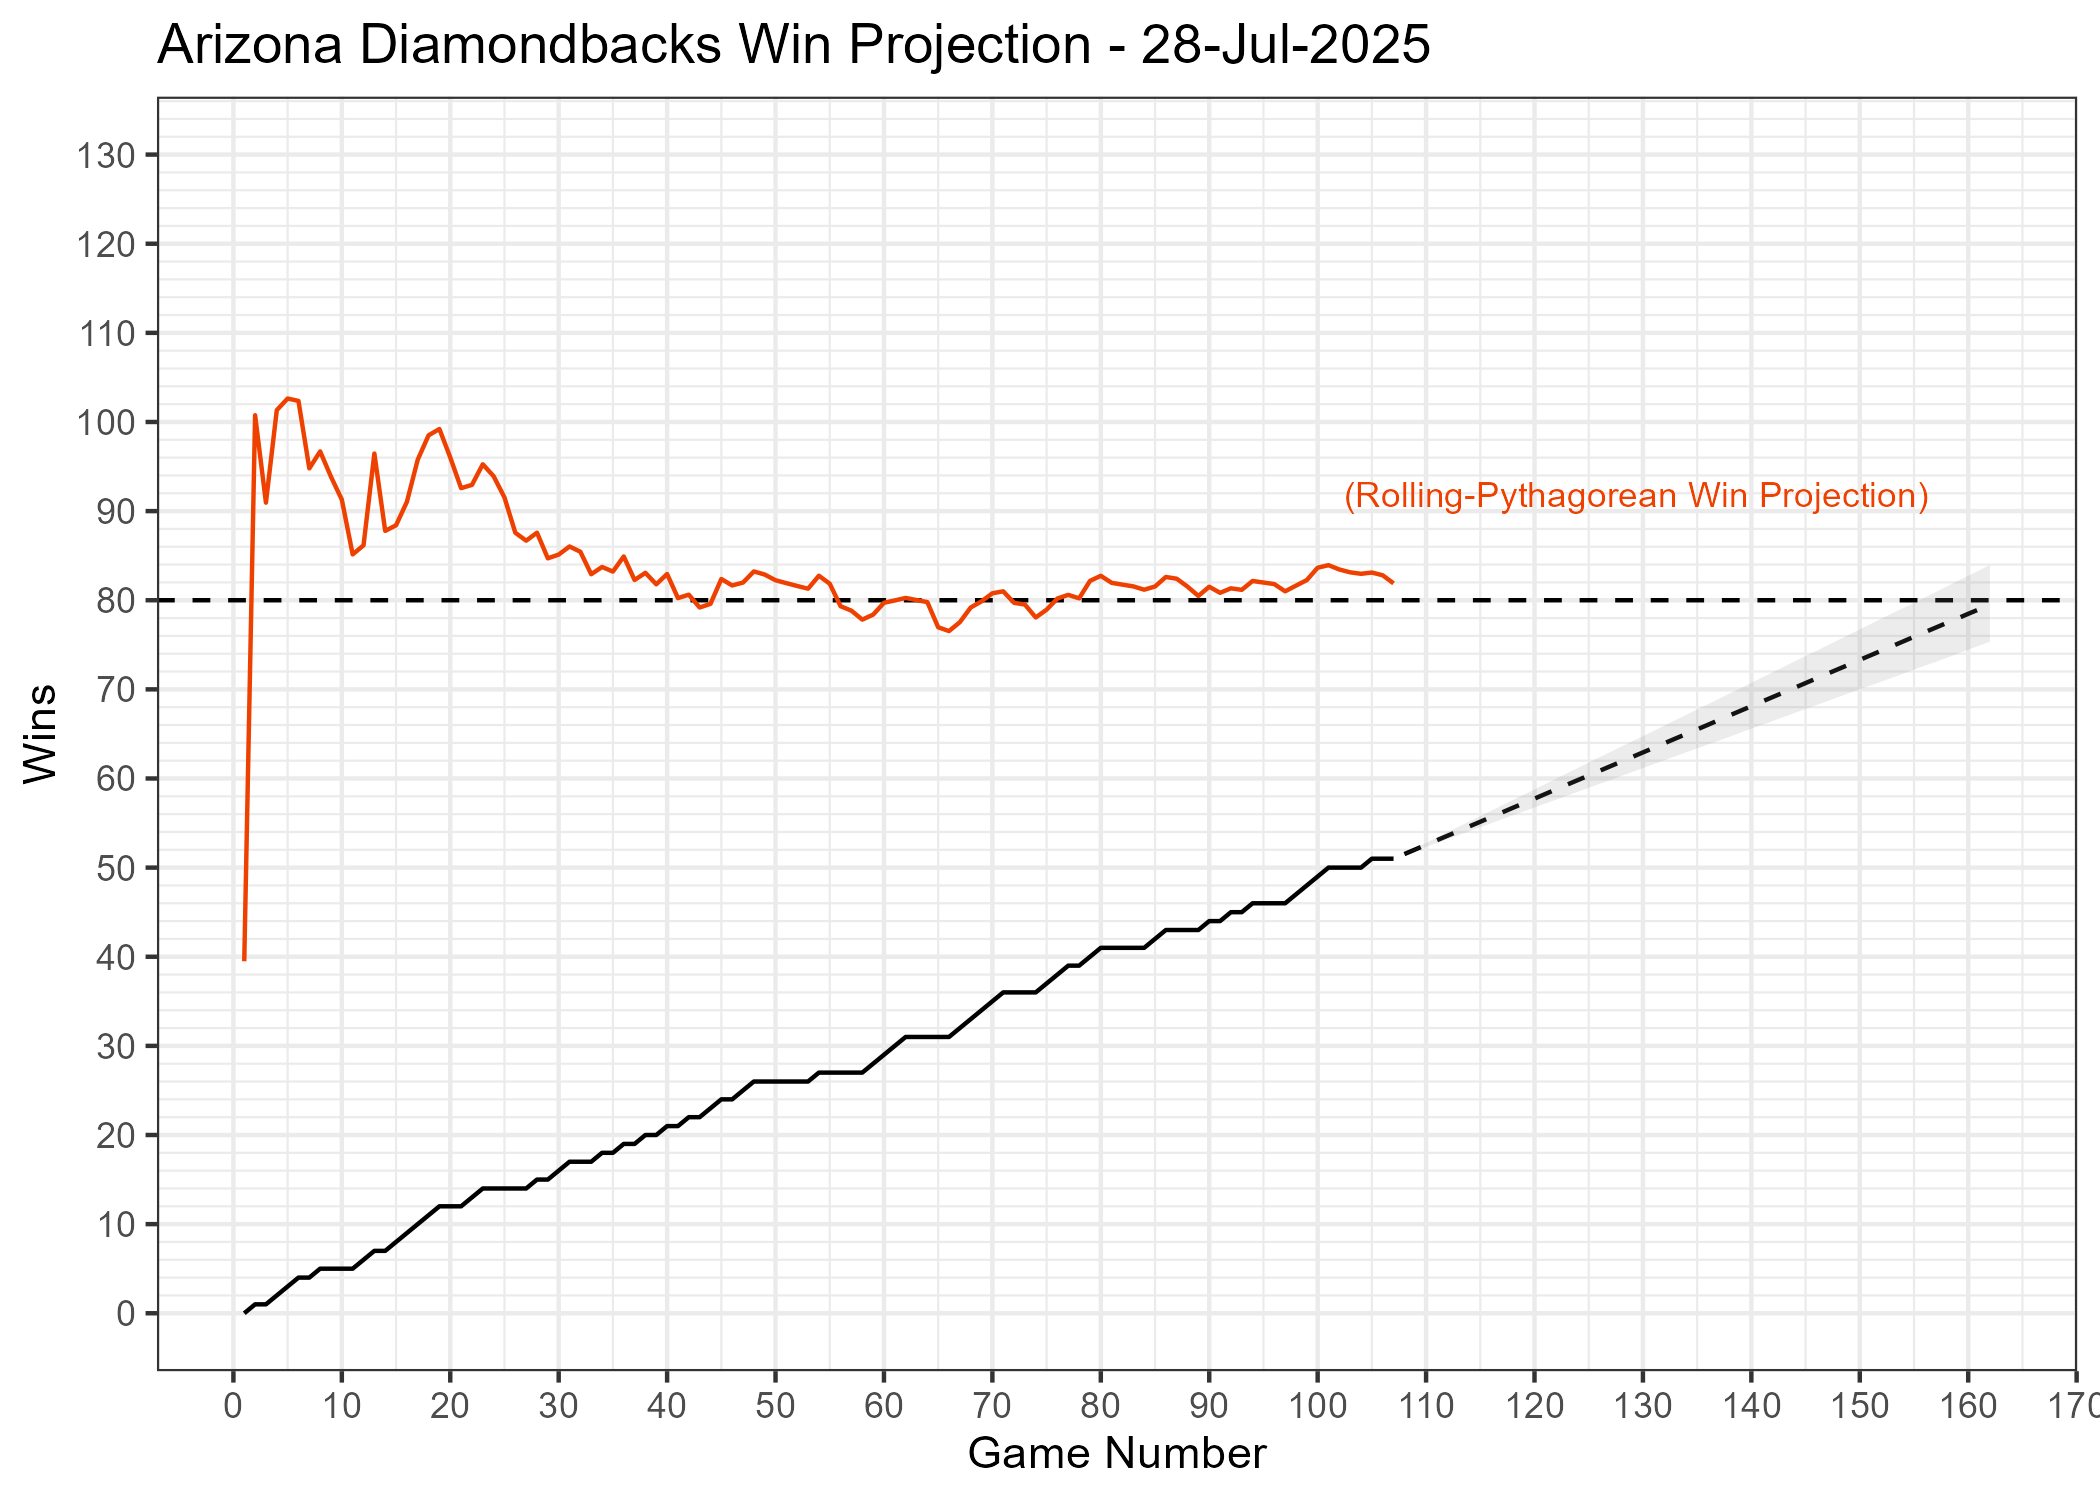 Arizona Diamondbacks Win Projection - 28-Jul-2025
130
120
110
100
90
80
70
60
50
40
30
20
10
0
Wins
(Rolling-Pythagorean Win Projection)
0 10 20 30 40 50 60 70 80 90 100 110 120 130 140 150 160 170
Game Number